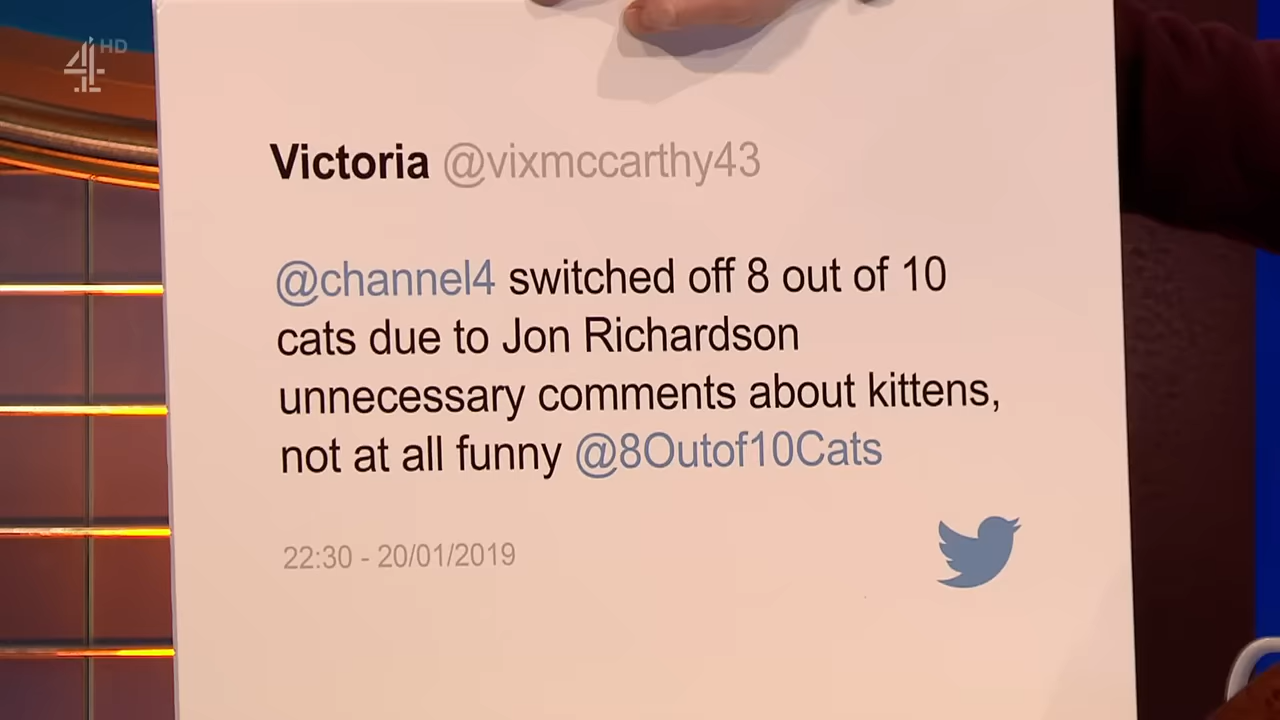 4 HD
Victoria @vixmccarthy43
@channel4 switched off 8 out of 10
cats due to Jon Richardson
unnecessary comments about kittens,
not at all funny @8Outof10Cats
22:30 - 20/01/2019